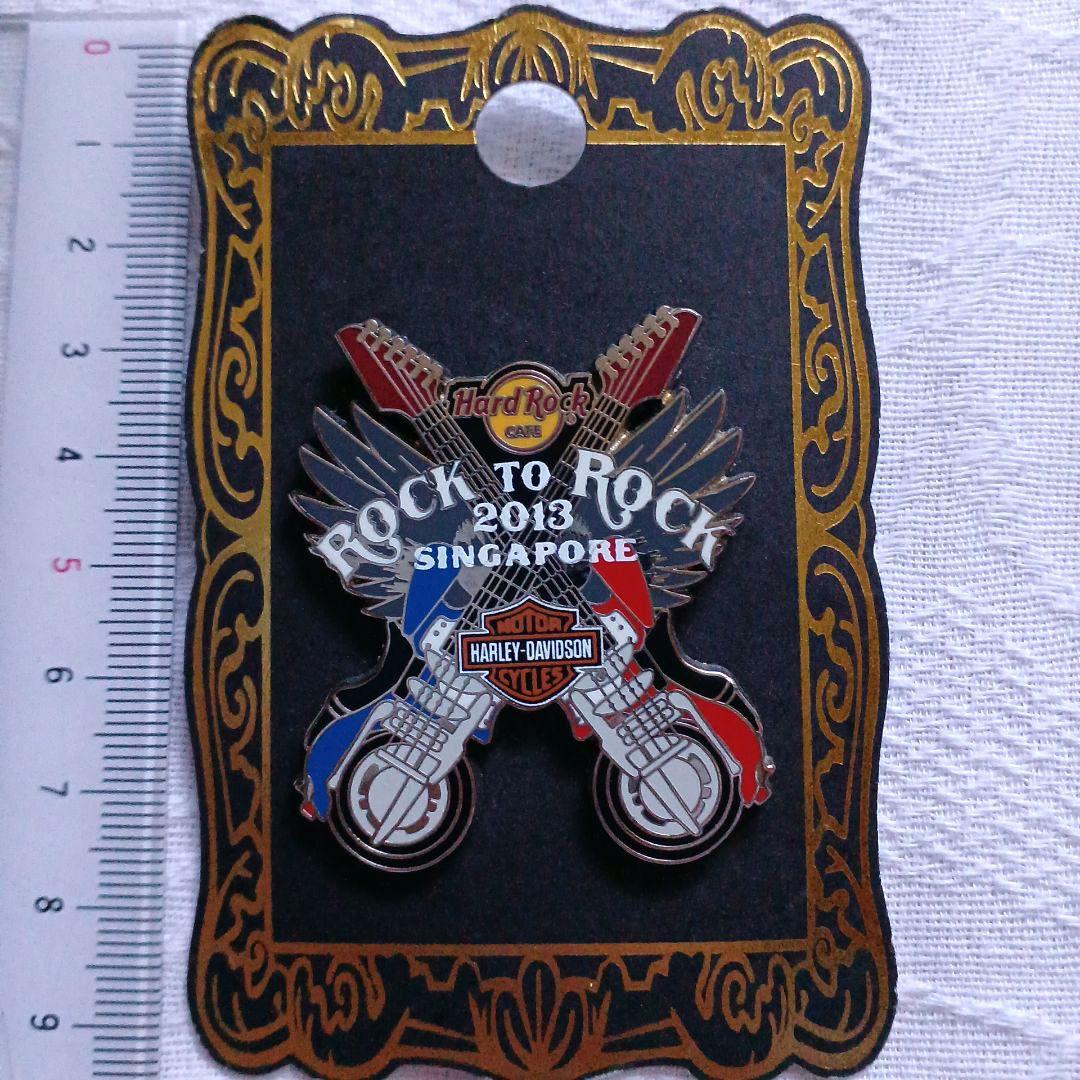 Hard Rock
CAFE
ROCK TO ROCK
2013
SINGAPORE
MOTOR
HARLEY-DAVIDSON
CYCLES
0
1
2
3
4
5
6
7
8
9